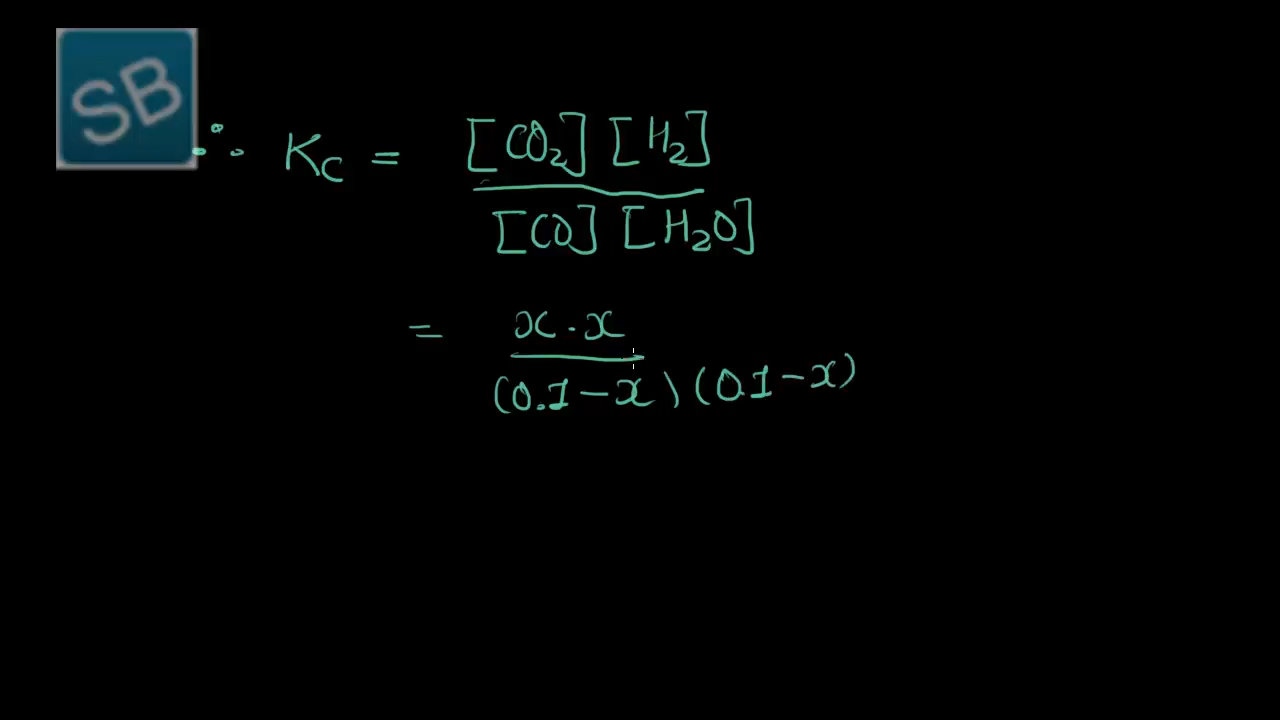 SB
∴ Kc = [CO₂] [H₂]
[CO] [H₂O]
= x · x
(0.1 − x) (0.1 − x)